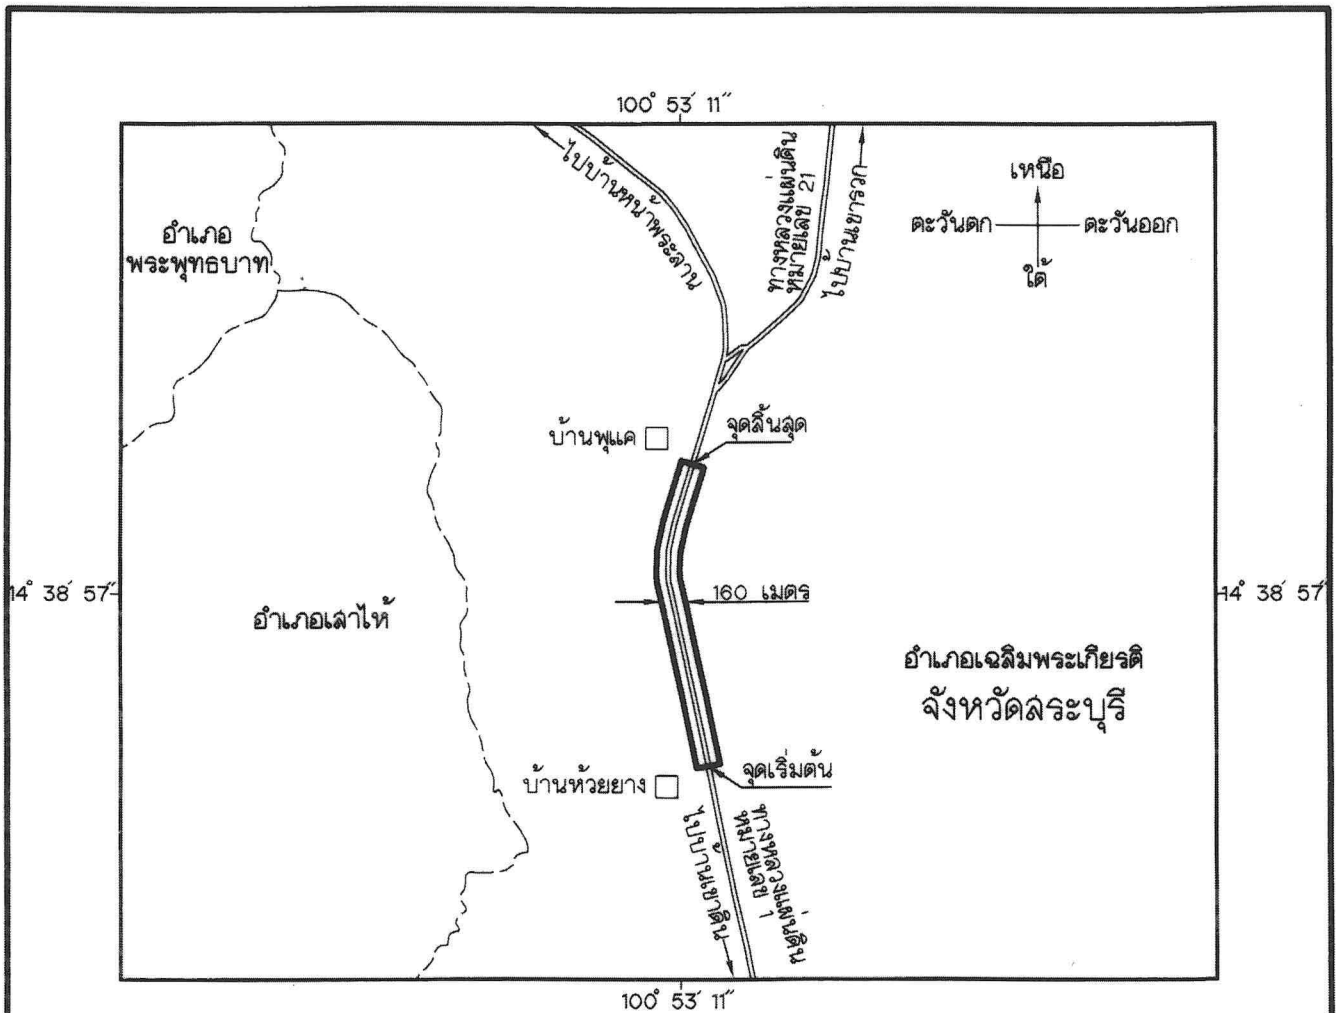 100° 53′ 11″
ไปบ้านหน้าพระลาน
ทางหลวงแผ่นดิน
หมายเลข 21
ไปบ้านเขารวก
เหนือ
ตะวันตก
ตะวันออก
ใต้
อำเภอ
พระพุทธบาท
บ้านพุแค
จุดสิ้นสุด
14° 38′ 57″
160 เมตร
14° 38′ 57″
อำเภอเสาไห้
อำเภอเฉลิมพระเกียรติ
จังหวัดสระบุรี
บ้านห้วยยาง
จุดเริ่มต้น
ไปบ้านเขาดิน
ทางหลวงแผ่นดิน
หมายเลข 1
100° 53′ 11″